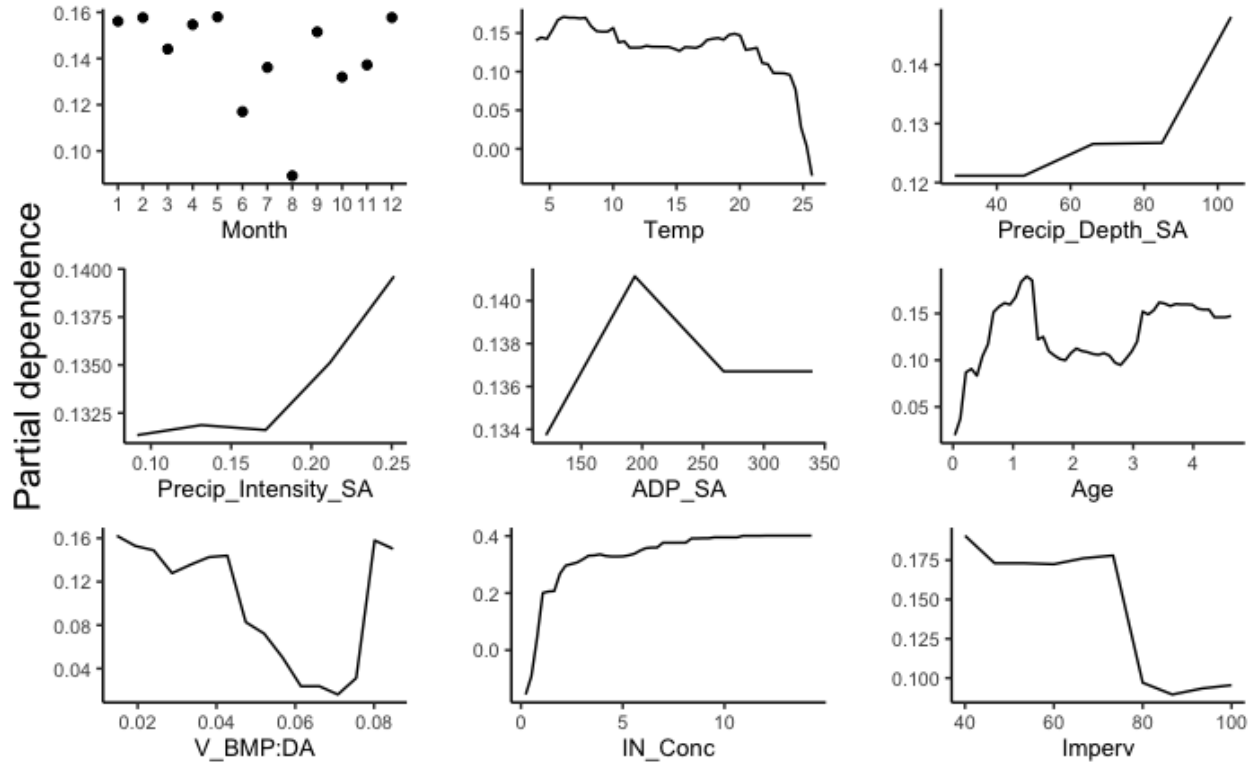 Partial dependence
0.16
0.14
0.12
0.10
1 2 3 4 5 6 7 8 9 10 11 12
Month
0.15
0.10
0.05
0.00
5 10 15 20 25
Temp
0.14
0.13
0.12
40 60 80 100
Precip_Depth_SA
0.1400
0.1375
0.1350
0.1325
0.10 0.15 0.20 0.25
Precip_Intensity_SA
0.140
0.138
0.136
0.134
150 200 250 300 350
ADP_SA
0.15
0.10
0.05
0 1 2 3 4
Age
0.16
0.12
0.08
0.04
0.02 0.04 0.06 0.08
V_BMP:DA
0.4
0.2
0.0
0 5 10
IN_Conc
0.175
0.150
0.125
0.100
40 60 80 100
Imperv